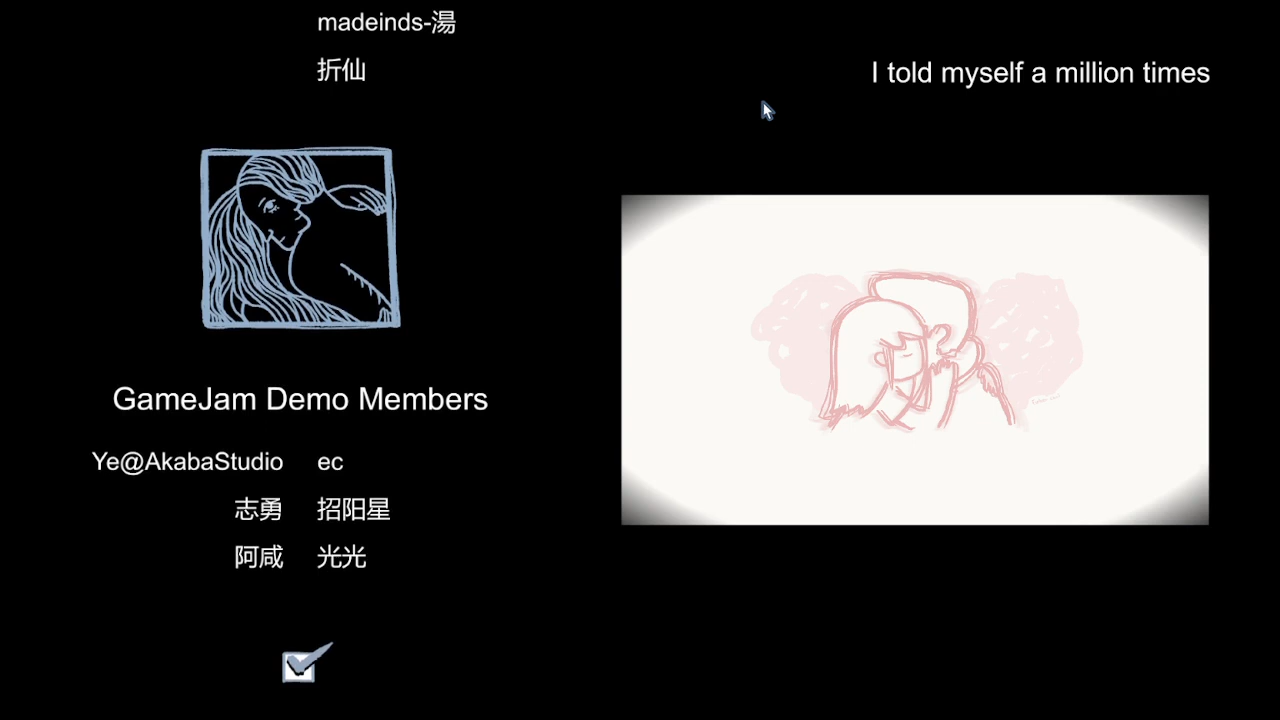 madeinds-湯
折仙
I told myself a million times
GameJam Demo Members
Ye@AkabaStudio ec
志勇 招阳星
阿咸 光光